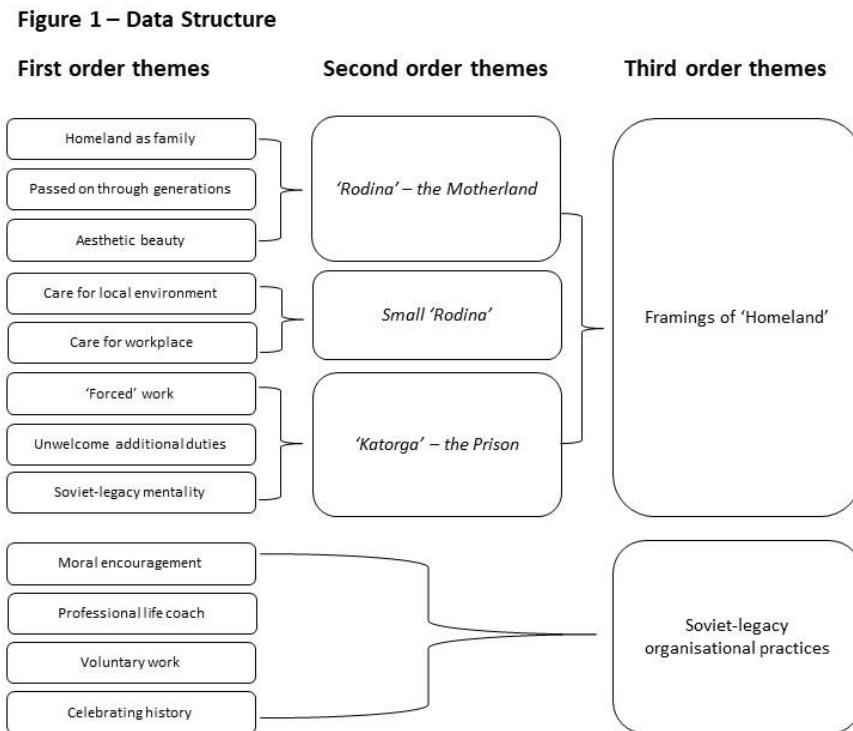 Figure 1 – Data Structure
First order themes
Second order themes
Third order themes
Homeland as family
Passed on through generations
Aesthetic beauty
Care for local environment
Care for workplace
‘Forced’ work
Unwelcome additional duties
Soviet-legacy mentality
Moral encouragement
Professional life coach
Voluntary work
Celebrating history
‘Rodina’ – the Motherland
Small ‘Rodina’
‘Katorga’ – the Prison
Framings of ‘Homeland’
Soviet-legacy
organisational practices